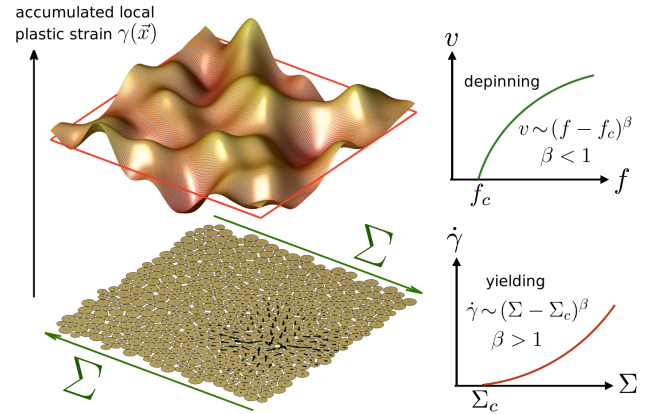 accumulated local
plastic strain γ(x⃗)
Σ
Σ
v
depinning
v ~ (f − f_c)^β
β < 1
f_c
f
γ̇
yielding
γ̇ ~ (Σ − Σ_c)^β
β > 1
Σ_c
Σ